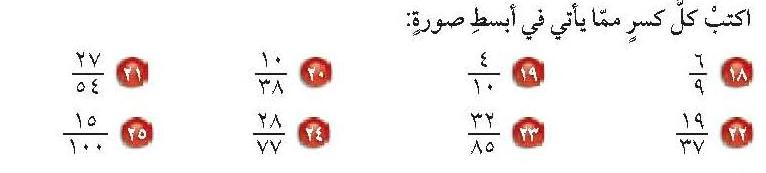 اكتبْ كلَّ كسرٍ ممّا يأتي في أبسطِ صورةٍ:
١٨ ٦/٩ ١٩ ٤/١٠ ٢٠ ١٠/٣٨ ٢١ ٢٧/٥٤
٢٢ ١٩/٣٧ ٢٣ ٣٢/٨٥ ٢٤ ٢٨/٧٧ ٢٥ ١٥/١٠٠